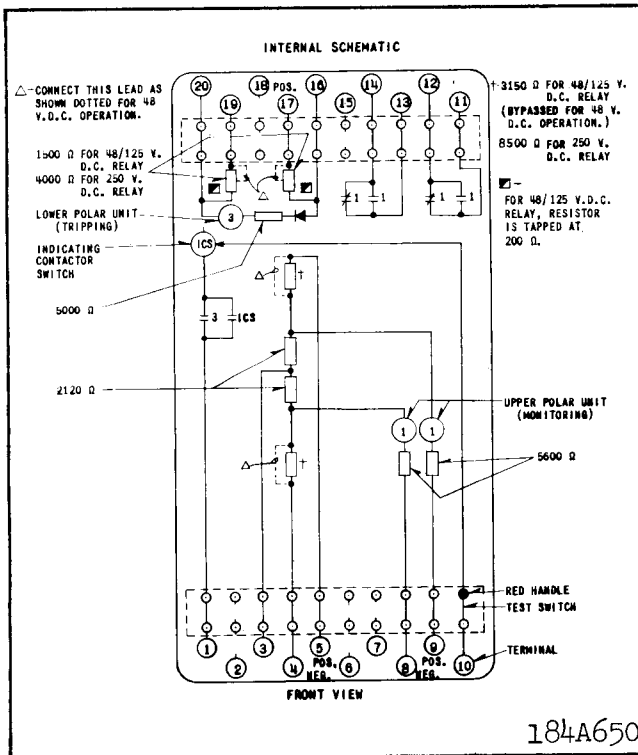 INTERNAL SCHEMATIC
△-CONNECT THIS LEAD AS
SHOWN DOTTED FOR 48
V.D.C. OPERATION.
20
18
POS.
16
14
12
19
17
15
13
11
†-3150 Ω FOR 48/125 V.
D.C. RELAY
(BYPASSED FOR 48 V.
D.C. OPERATION.)
8500 Ω FOR 250 V.
D.C. RELAY
1500 Ω FOR 48/125 V.
D.C. RELAY
4000 Ω FOR 250 V.
D.C. RELAY
△
1
1
1
1
FOR 48/125 V.D.C.
RELAY, RESISTOR
IS TAPPED AT
200 Ω.
LOWER POLAR UNIT
(TRIPPING)
3
INDICATING
CONTACTOR
SWITCH
ICS
5000 Ω
△
†
3
ICS
2120 Ω
UPPER POLAR UNIT
(MONITORING)
1
1
△
†
5600 Ω
RED HANDLE
TEST SWITCH
1
3
5
7
9
2
4
6
8
10
POS.
NEG.
POS.
NEG.
TERMINAL
FRONT VIEW
184A650